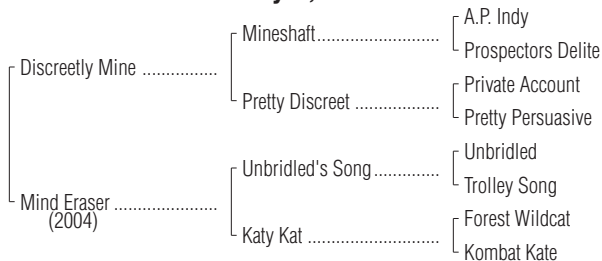 A.P. Indy
Mineshaft
Prospectors Delite
Discreetly Mine
Private Account
Pretty Discreet
Pretty Persuasive
Unbridled
Unbridled's Song
Trolley Song
Mind Eraser
(2004)
Forest Wildcat
Katy Kat
Kombat Kate